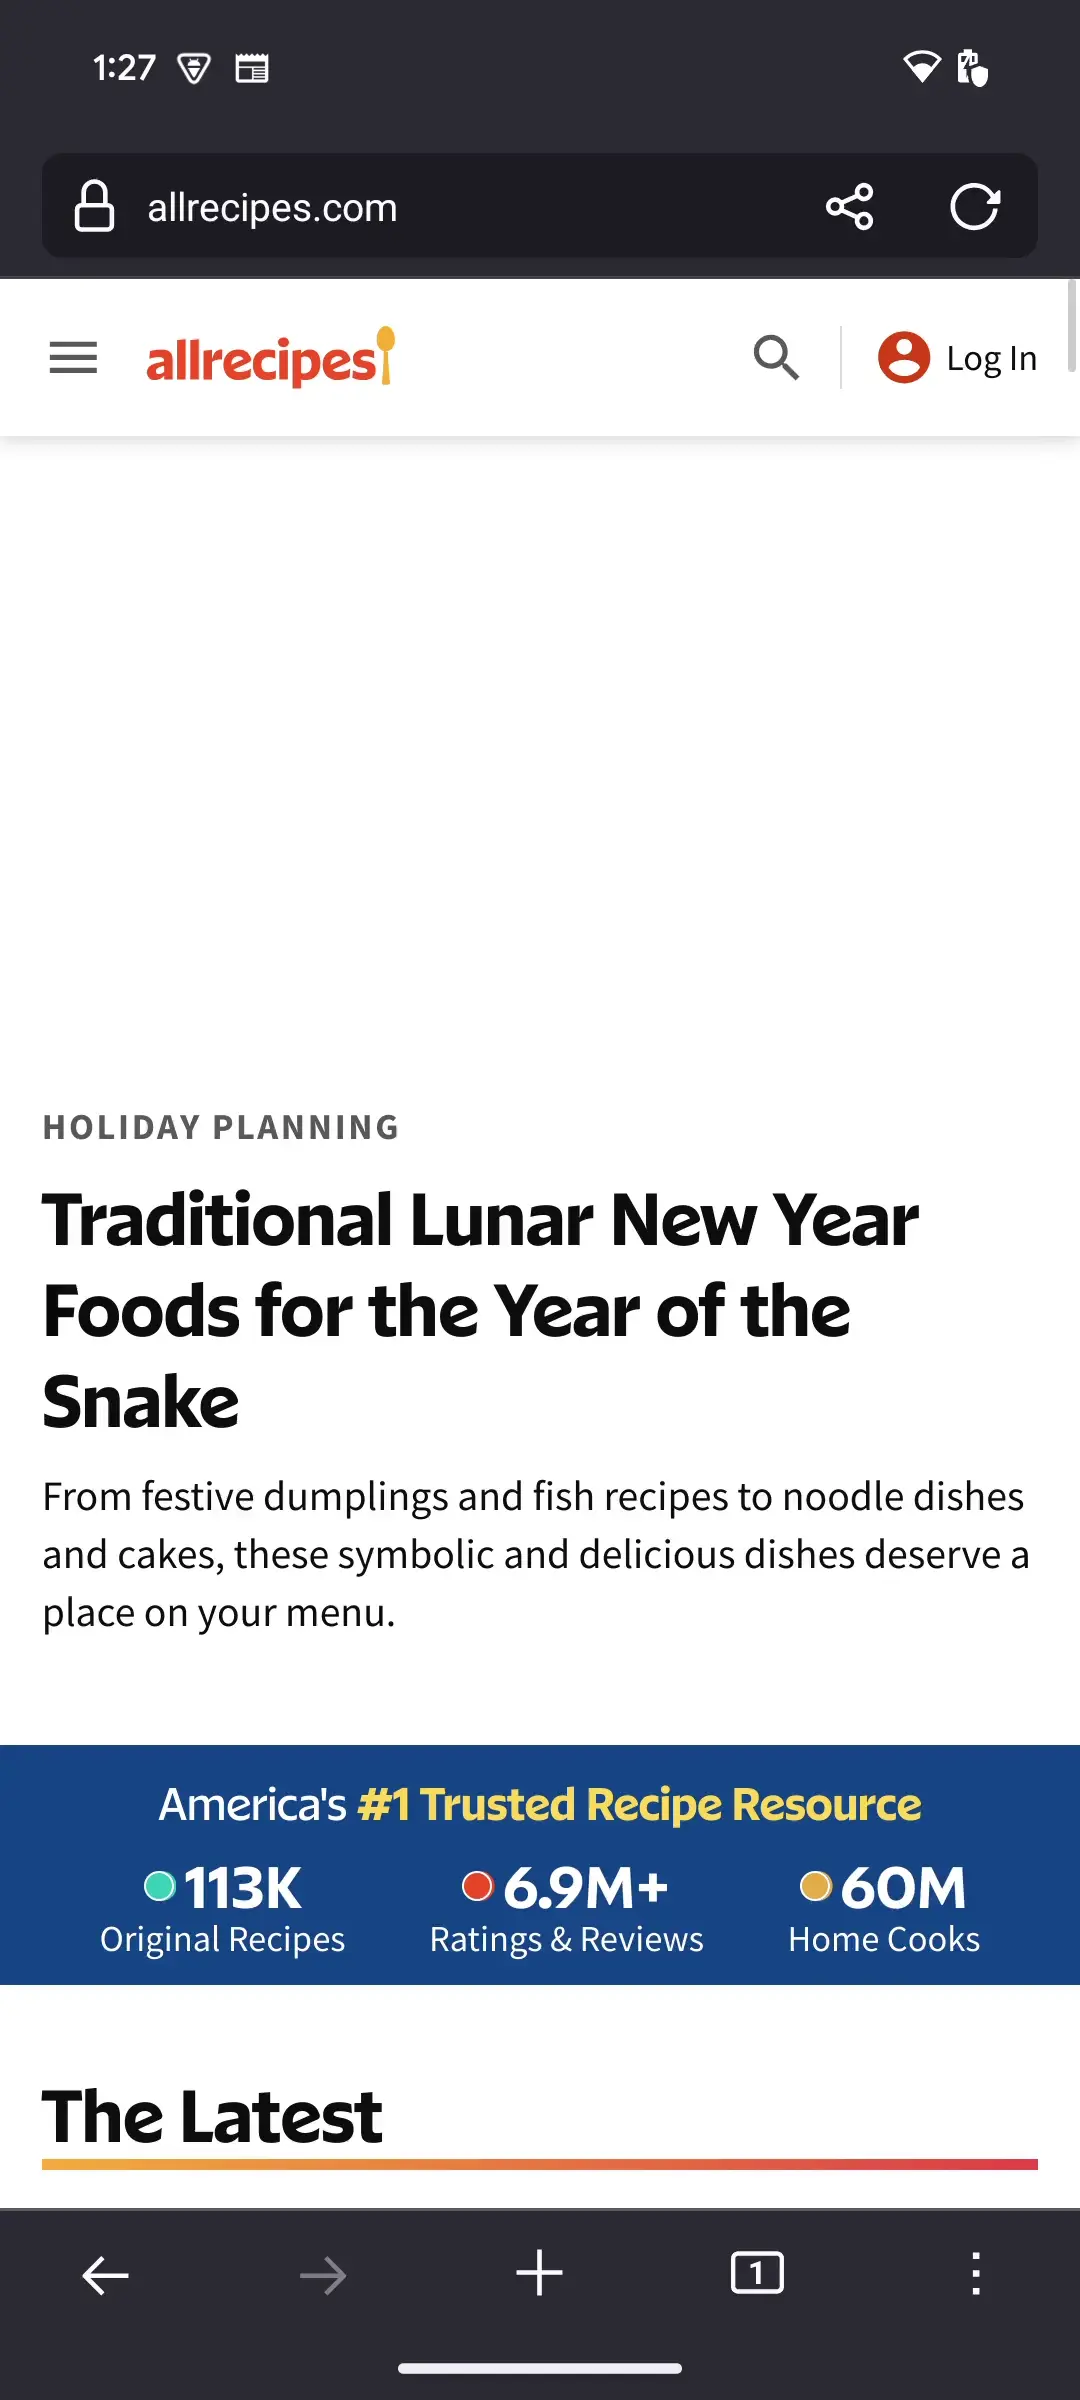 1:27
allrecipes.com
allrecipes
Log In
HOLIDAY PLANNING
Traditional Lunar New Year
Foods for the Year of the
Snake
From festive dumplings and fish recipes to noodle dishes
and cakes, these symbolic and delicious dishes deserve a
place on your menu.
America's #1 Trusted Recipe Resource
113K
Original Recipes
6.9M+
Ratings & Reviews
60M
Home Cooks
The Latest
1